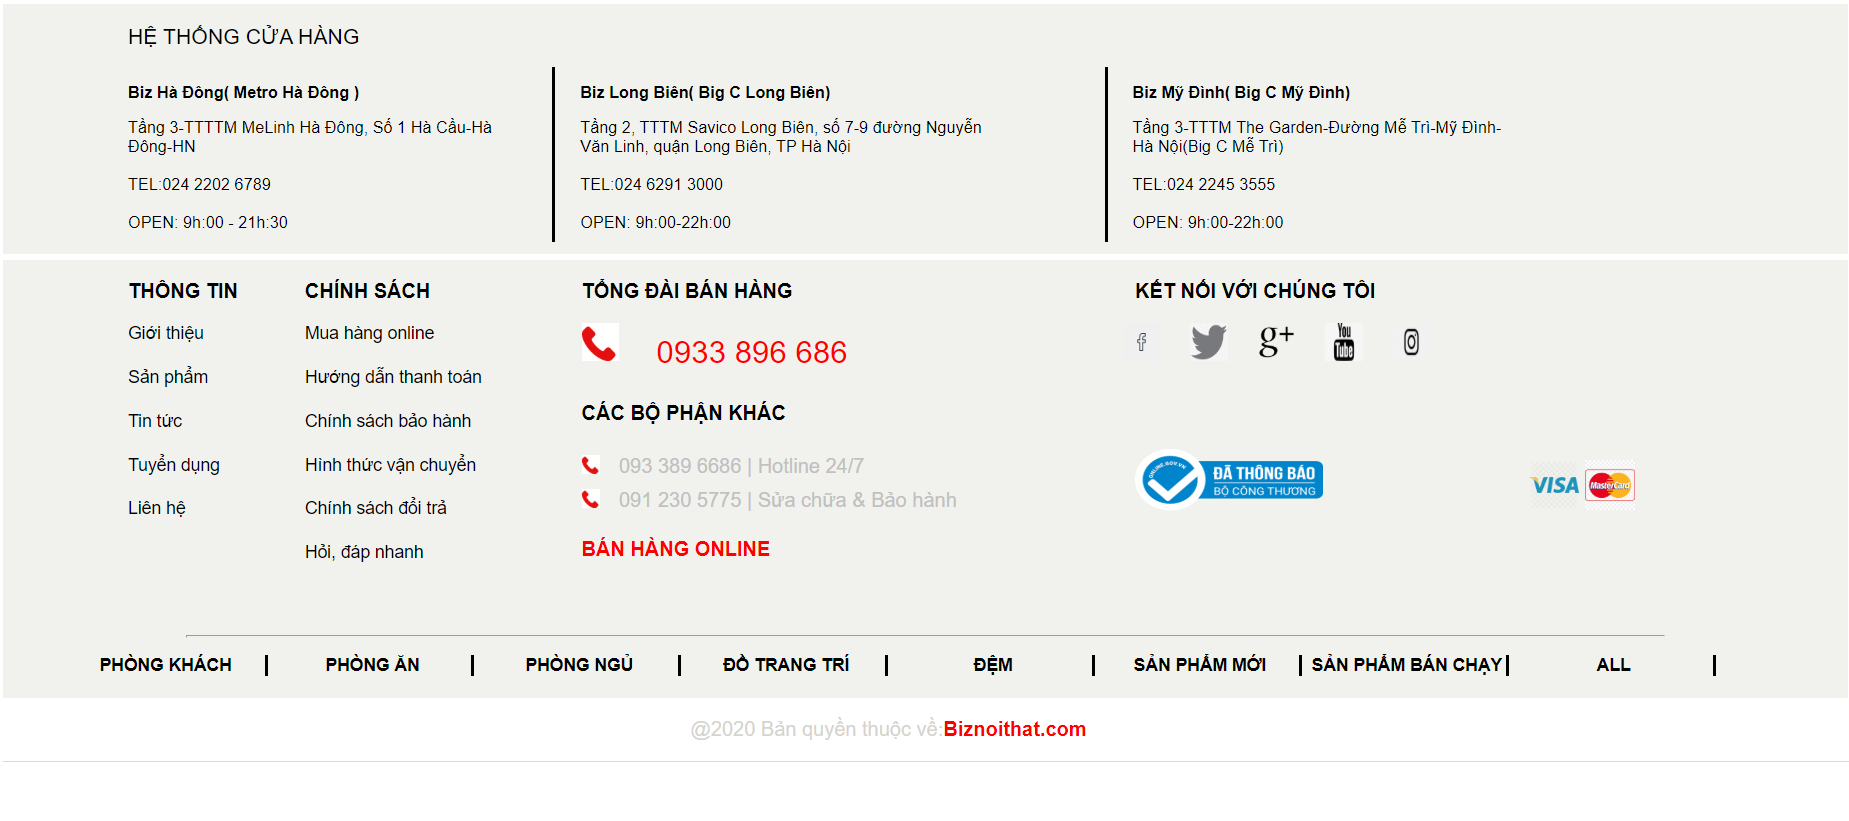 HỆ THỐNG CỬA HÀNG
Biz Hà Đông( Metro Hà Đông )
Tầng 3-TTTTM MeLinh Hà Đông, Số 1 Hà Cầu-Hà
Đông-HN
TEL:024 2202 6789
OPEN: 9h:00 - 21h:30
Biz Long Biên( Big C Long Biên)
Tầng 2, TTTM Savico Long Biên, số 7-9 đường Nguyễn
Văn Linh, quận Long Biên, TP Hà Nội
TEL:024 6291 3000
OPEN: 9h:00-22h:00
Biz Mỹ Đình( Big C Mỹ Đình)
Tầng 3-TTTM The Garden-Đường Mễ Trì-Mỹ Đình-
Hà Nội(Big C Mễ Trì)
TEL:024 2245 3555
OPEN: 9h:00-22h:00
THÔNG TIN
Giới thiệu
Sản phẩm
Tin tức
Tuyển dụng
Liên hệ
CHÍNH SÁCH
Mua hàng online
Hướng dẫn thanh toán
Chính sách bảo hành
Hình thức vận chuyển
Chính sách đổi trả
Hỏi, đáp nhanh
TỔNG ĐÀI BÁN HÀNG
0933 896 686
CÁC BỘ PHẬN KHÁC
093 389 6686 | Hotline 24/7
091 230 5775 | Sửa chữa & Bảo hành
BÁN HÀNG ONLINE
KẾT NỐI VỚI CHÚNG TÔI
f
g+
You
Tube
ONLINE.GOV.VN
ĐÃ THÔNG BÁO
BỘ CÔNG THƯƠNG
VISA
MasterCard
PHÒNG KHÁCH
PHÒNG ĂN
PHÒNG NGỦ
ĐỒ TRANG TRÍ
ĐỆM
SẢN PHẨM MỚI
SẢN PHẨM BÁN CHẠY
ALL
@2020 Bản quyền thuộc về:Biznoithat.com